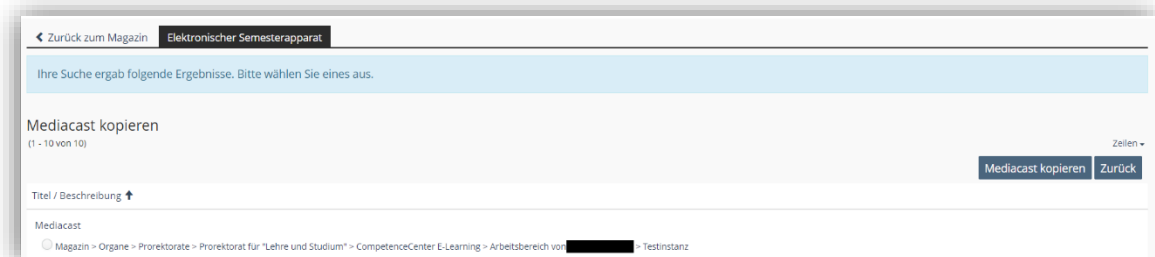 Zurück zum Magazin Elektronischer Semesterapparat
Ihre Suche ergab folgende Ergebnisse. Bitte wählen Sie eines aus.
Mediacast kopieren
(1 - 10 von 10) Zeilen
Mediacast kopieren Zurück
Titel / Beschreibung
Mediacast
Magazin > Organe > Prorektorate > Prorektorat für "Lehre und Studium" > CompetenceCenter E-Learning > Arbeitsbereich von > Testinstanz